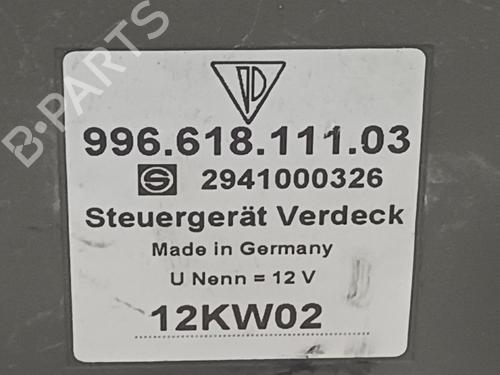 B-PARTS
996.618.111.03
S 2941000326
Steuergerät Verdeck
Made in Germany
U Nenn = 12 V
12KW02